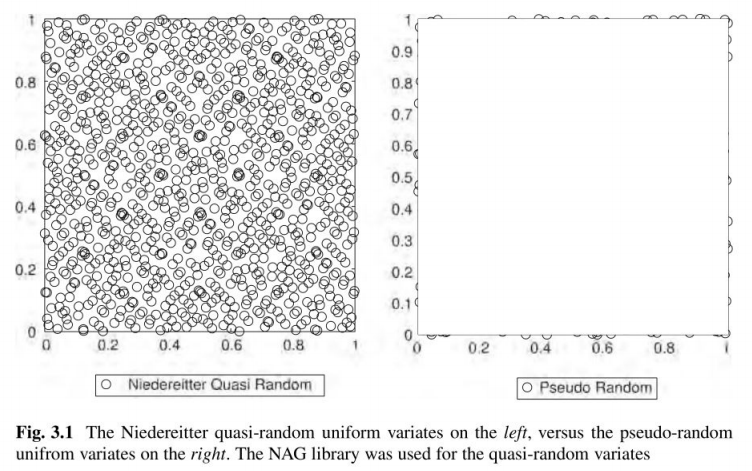 1
0.8
0.6
0.4
0.2
0
0 0.2 0.4 0.6 0.8 1
Niedereitter Quasi Random
1
0.9
0.8
0.7
0.6
0.5
0.4
0.3
0.2
0.1
0
0 0.2 0.4 0.6 0.8 1
Pseudo Random
Fig. 3.1 The Niedereitter quasi-random uniform variates on the left, versus the pseudo-random
unifrom variates on the right. The NAG library was used for the quasi-random variates